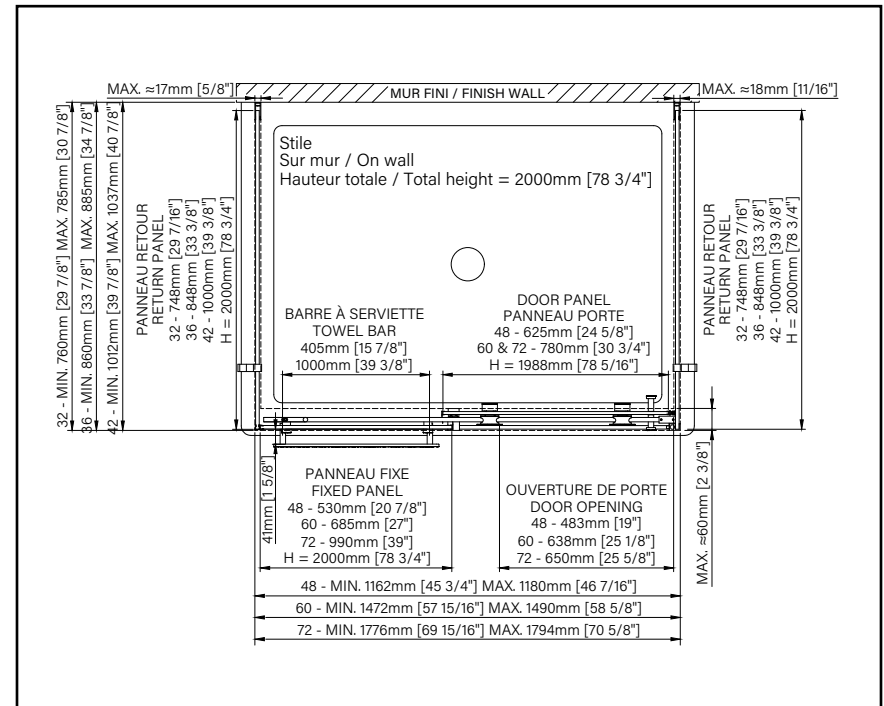 MAX. ≈17mm [5/8"]
MUR FINI / FINISH WALL
MAX. ≈18mm [11/16"]
Stile
Sur mur / On wall
Hauteur totale / Total height = 2000mm [78 3/4"]
32 - MIN. 760mm [29 7/8"] MAX. 785mm [30 7/8"]
36 - MIN. 860mm [33 7/8"] MAX. 885mm [34 7/8"]
42 - MIN. 1012mm [39 7/8"] MAX. 1037mm [40 7/8"]
PANNEAU RETOUR
RETURN PANEL
32 - 748mm [29 7/16"]
36 - 848mm [33 3/8"]
42 - 1000mm [39 3/8"]
H = 2000mm [78 3/4"]
BARRE À SERVIETTE
TOWEL BAR
405mm [15 7/8"]
1000mm [39 3/8"]
DOOR PANEL
PANNEAU PORTE
48 - 625mm [24 5/8"]
60 & 72 - 780mm [30 3/4"]
H = 1988mm [78 5/16"]
PANNEAU RETOUR
RETURN PANEL
32 - 748mm [29 7/16"]
36 - 848mm [33 3/8"]
42 - 1000mm [39 3/8"]
H = 2000mm [78 3/4"]
41mm [1 5/8"]
PANNEAU FIXE
FIXED PANEL
48 - 530mm [20 7/8"]
60 - 685mm [27"]
72 - 990mm [39"]
H = 2000mm [78 3/4"]
OUVERTURE DE PORTE
DOOR OPENING
48 - 483mm [19"]
60 - 638mm [25 1/8"]
72 - 650mm [25 5/8"]
MAX. ≈60mm [2 3/8"]
48 - MIN. 1162mm [45 3/4"] MAX. 1180mm [46 7/16"]
60 - MIN. 1472mm [57 15/16"] MAX. 1490mm [58 5/8"]
72 - MIN. 1776mm [69 15/16"] MAX. 1794mm [70 5/8"]